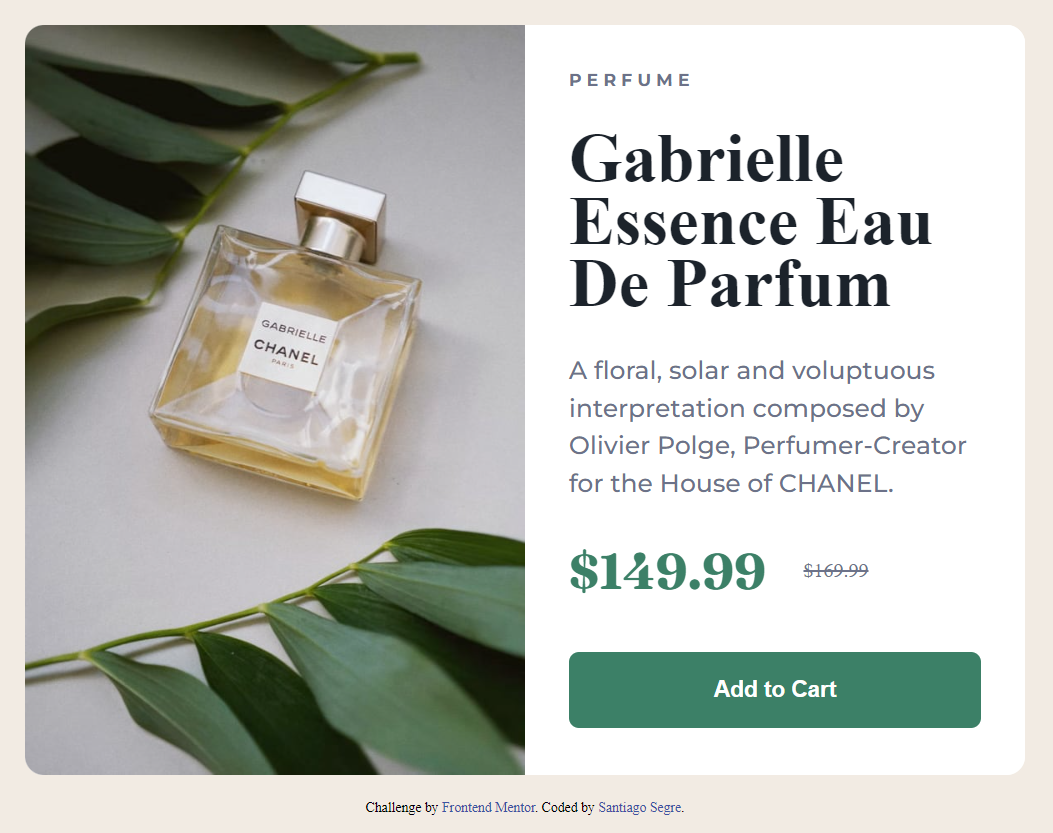 PERFUME
Gabrielle
Essence Eau
De Parfum
A floral, solar and voluptuous
interpretation composed by
Olivier Polge, Perfumer-Creator
for the House of CHANEL.
$149.99 $169.99
Add to Cart
GABRIELLE
CHANEL
PARIS
Challenge by Frontend Mentor. Coded by Santiago Segre.